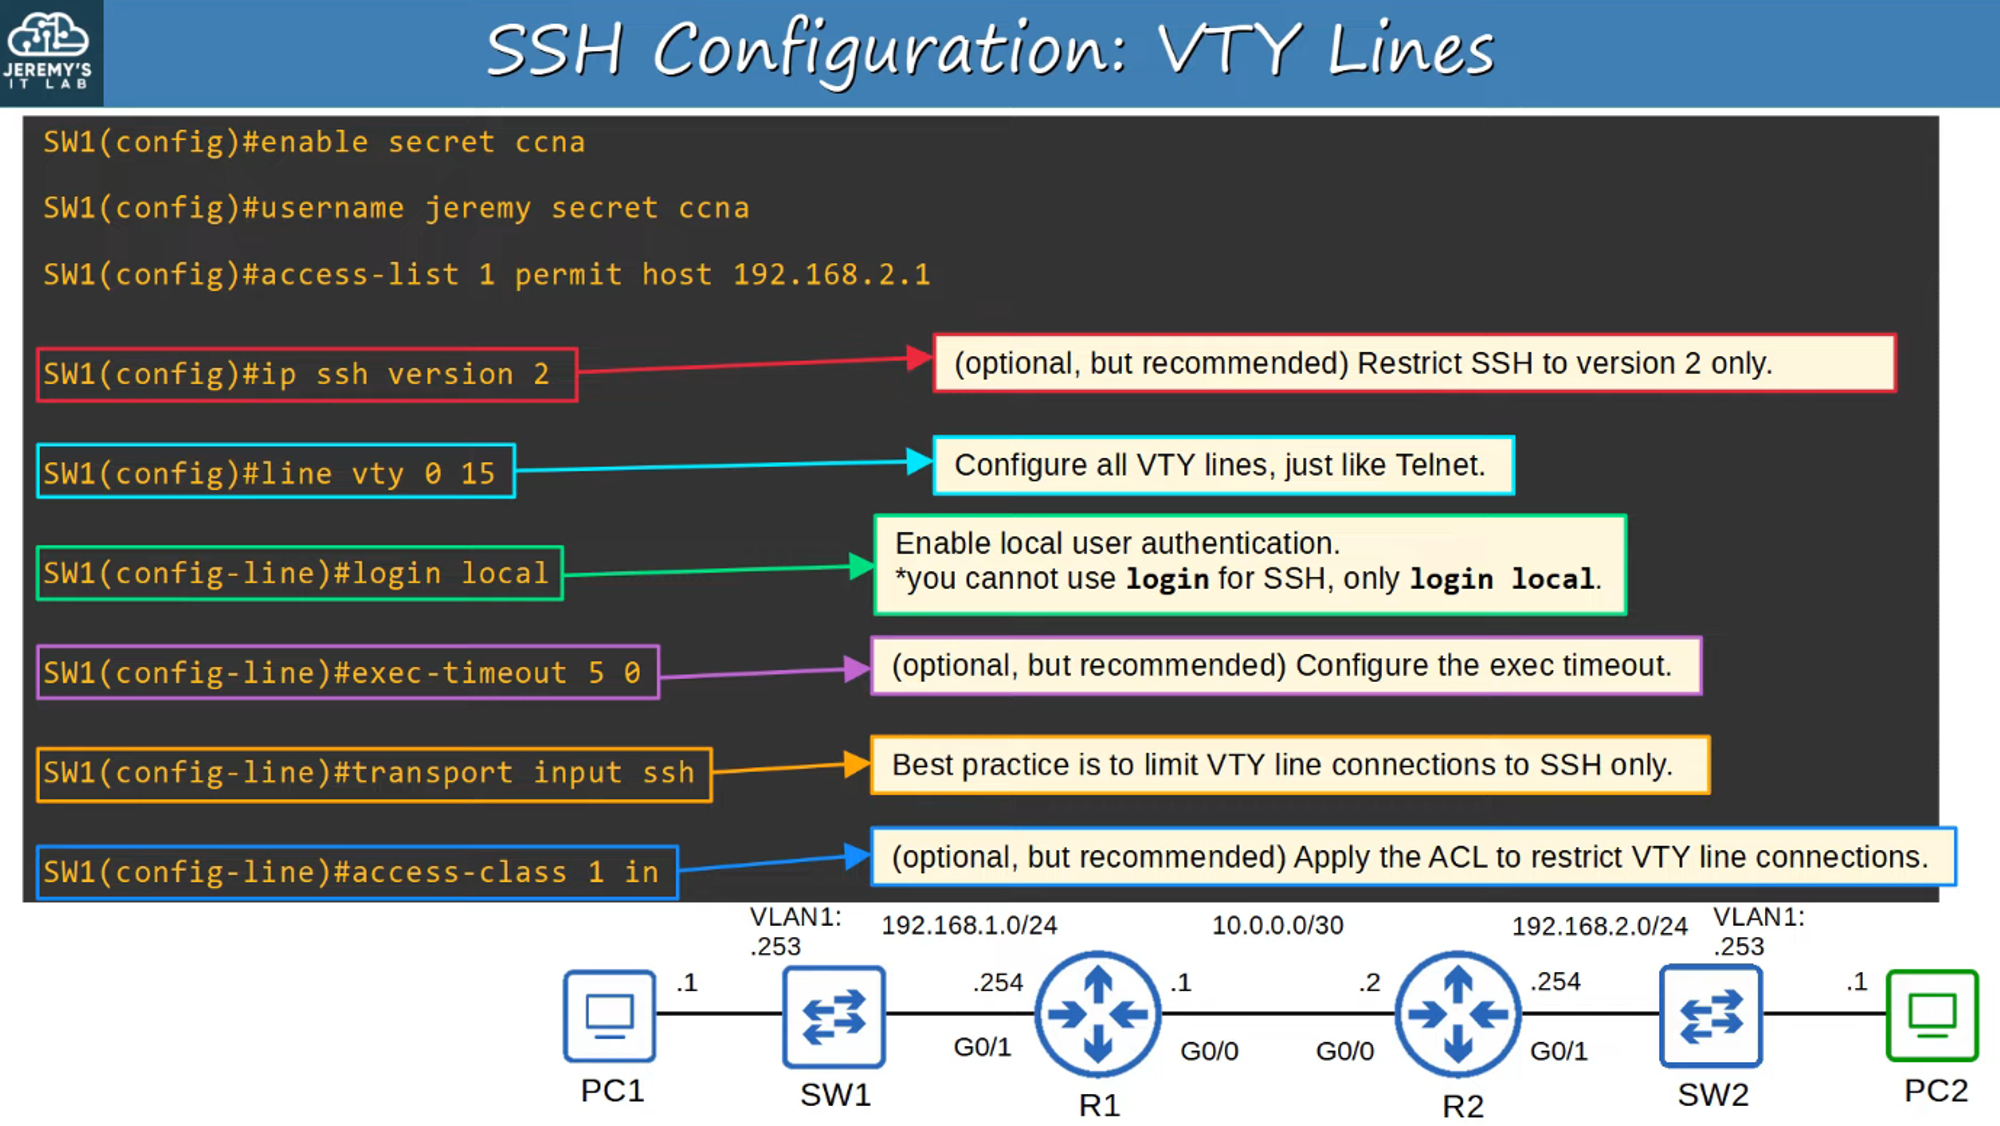 JEREMY'S
IT LAB
SSH Configuration: VTY Lines
SW1(config)#enable secret ccna
SW1(config)#username jeremy secret ccna
SW1(config)#access-list 1 permit host 192.168.2.1
SW1(config)#ip ssh version 2
(optional, but recommended) Restrict SSH to version 2 only.
SW1(config)#line vty 0 15
Configure all VTY lines, just like Telnet.
SW1(config-line)#login local
Enable local user authentication.
*you cannot use login for SSH, only login local.
SW1(config-line)#exec-timeout 5 0
(optional, but recommended) Configure the exec timeout.
SW1(config-line)#transport input ssh
Best practice is to limit VTY line connections to SSH only.
SW1(config-line)#access-class 1 in
(optional, but recommended) Apply the ACL to restrict VTY line connections.
VLAN1:
.253
192.168.1.0/24
10.0.0.0/30
192.168.2.0/24
VLAN1:
.253
.1
.254
.1
.2
.254
.1
G0/1
G0/0
G0/0
G0/1
PC1
SW1
R1
R2
SW2
PC2